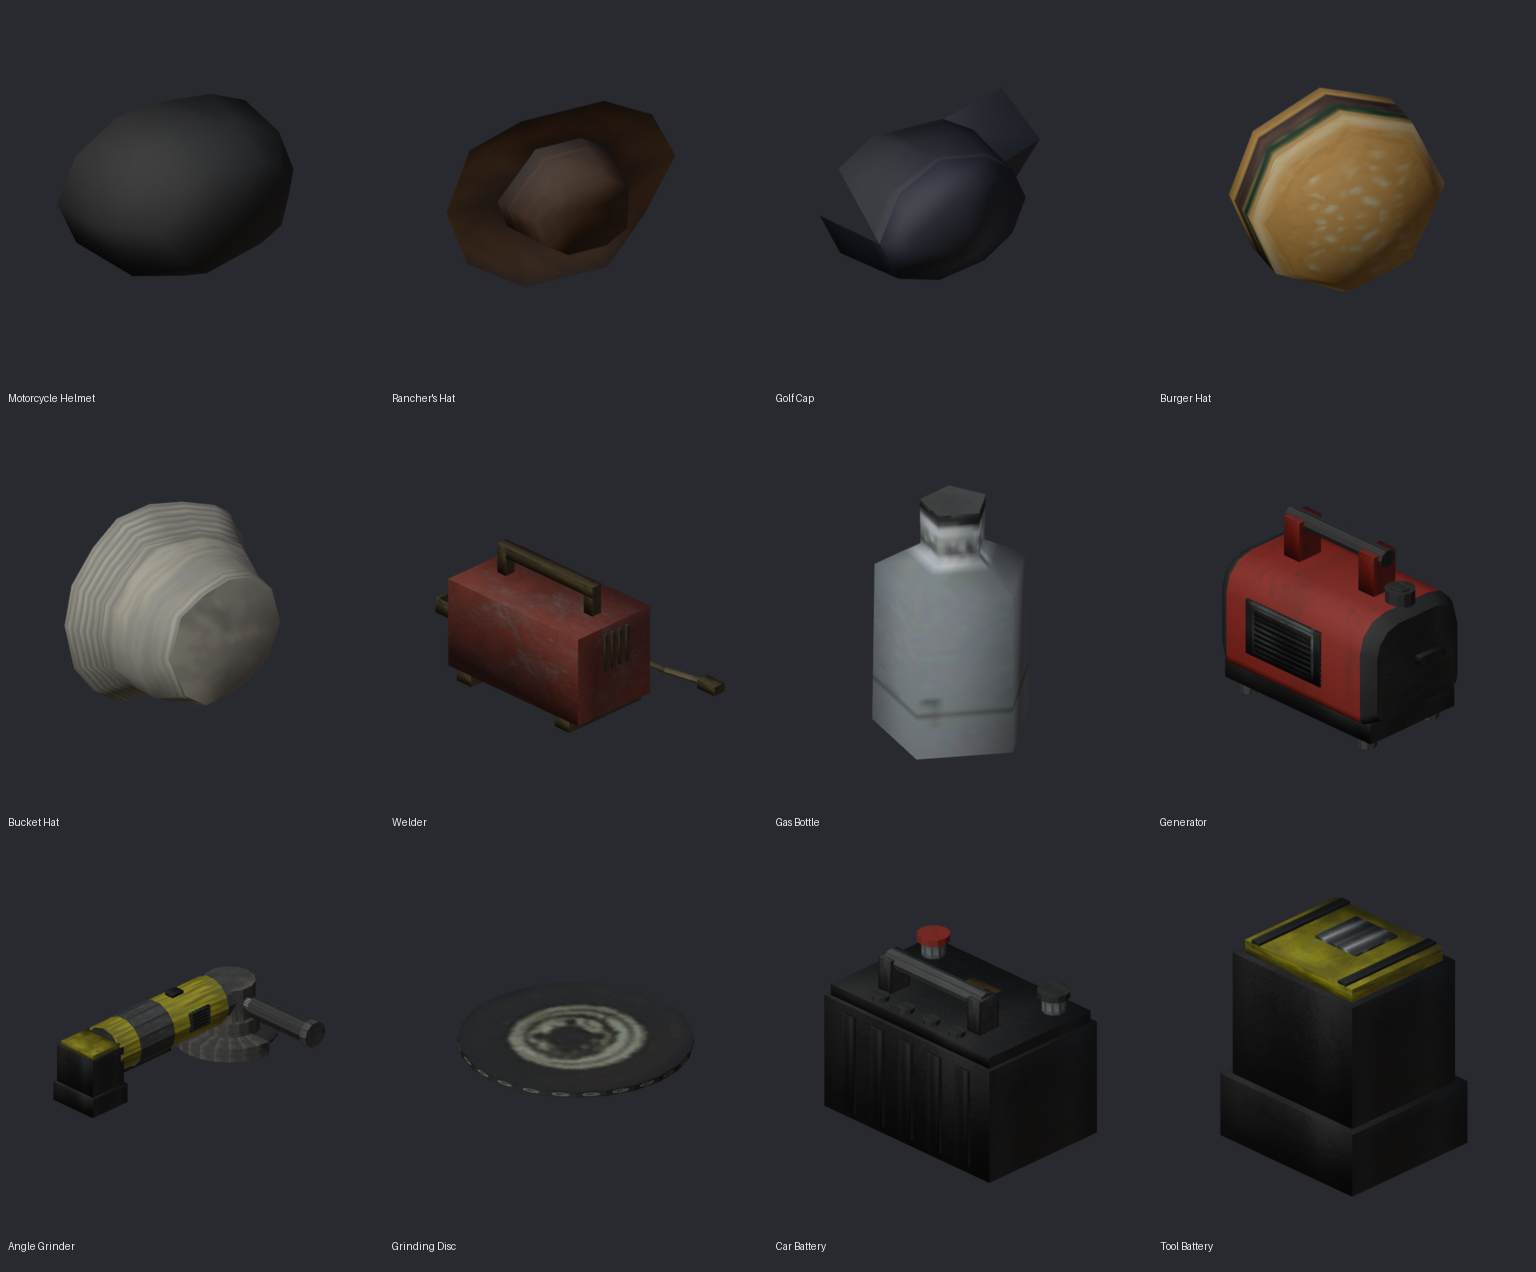 Motorcycle Helmet
Rancher's Hat
Golf Cap
Burger Hat
Bucket Hat
Welder
Gas Bottle
Generator
Angle Grinder
Grinding Disc
Car Battery
Tool Battery